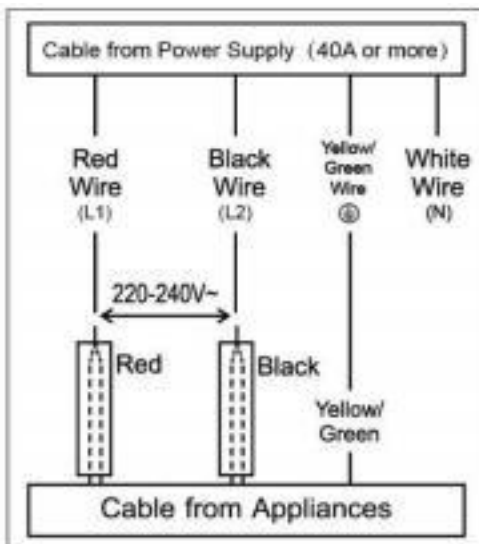 Cable from Power Supply (40A or more)
Red
Wire
(L1)
Black
Wire
(L2)
Yellow/
Green
Wire
White
Wire
(N)
220-240V~
Red
Black
Yellow/
Green
Cable from Appliances